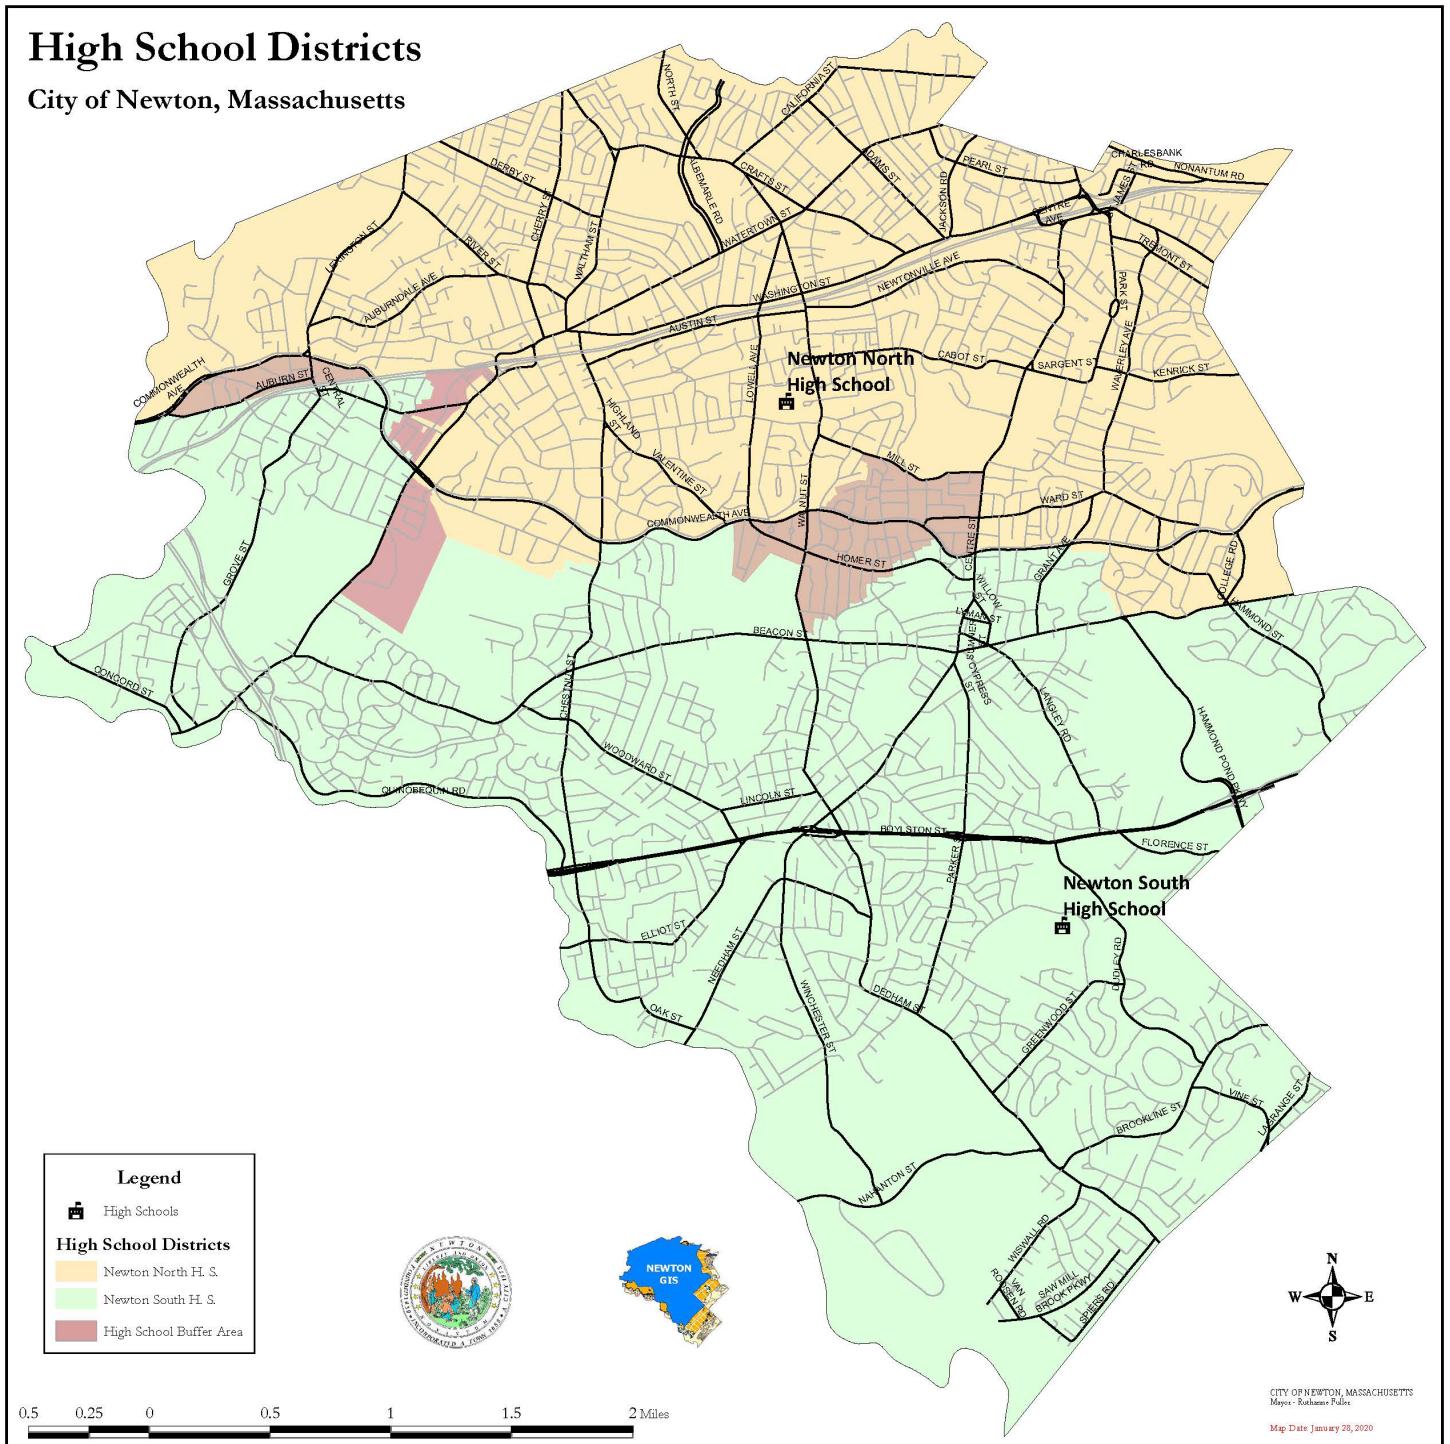 High School Districts
City of Newton, Massachusetts
NORTH ST
CALIFORNIA ST
ALBEMARLE RD
CRAFTS ST
ADAMS ST
PEARL ST
CHARLESBANK
RD
NONANTUM RD
JAMES ST
DERBY ST
CHERRY ST
WALTHAM ST
WATERTOWN ST
JACKSON RD
CENTRE
AVE
TREMONT ST
LEXINGTON ST
RIVER ST
AUBURNDALE AVE
WASHINGTON ST
NEWTONVILLE AVE
PARK ST
AUSTIN ST
WAVERLEY AVE
COMMONWEALTH
AVE
AUBURN ST
CENTRAL
ST
LOWELL AVE
Newton North
High School
CABOT ST
SARGENT ST
KENRICK ST
HIGHLAND
ST
VALENTINE ST
MILL ST
WALNUT ST
WARD ST
COMMONWEALTH AVE
HOMER ST
CENTRE ST
GRANT AVE
COLLEGE RD
HAMMOND ST
GROVE ST
WILLOW
ST
LYMAN ST
SUMNER
ST
BEACON ST
CYPRESS
ST
CONCORD ST
CHESTNUT ST
LANGLEY RD
HAMMOND POND PKWY
WOODWARD ST
QUINOBEQUIN RD
LINCOLN ST
BOYLSTON ST
PARKER ST
FLORENCE ST
Newton South
High School
ELLIOT ST
NEEDHAM ST
DUDLEY RD
OAK ST
WINCHESTER ST
DEDHAM ST
GREENWOOD ST
VINE ST
LAGRANGE ST
BROOKLINE ST
NAHANTON ST
WISWALL RD
VAN
ROOSEN RD
SAW MILL
BROOK PKWY
SPIERS RD
Legend
High Schools
High School Districts
Newton North H. S.
Newton South H. S.
High School Buffer Area
NEWTON
GIS
N
W
E
S
0.5 0.25 0 0.5 1 1.5 2 Miles
CITY OF NEWTON, MASSACHUSETTS
Mayor - Ruthanne Fuller
Map Date: January 28, 2020